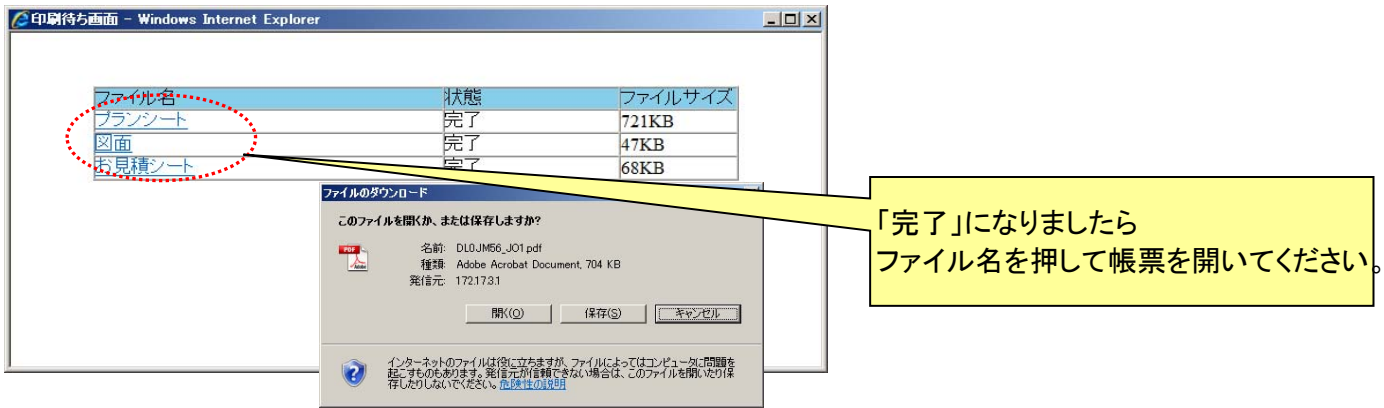 印刷待ち画面 - Windows Internet Explorer
ファイル名 状態 ファイルサイズ
プランシート 完了 721KB
図面 完了 47KB
お見積シート 完了 68KB
ファイルのダウンロード
このファイルを開くか、または保存しますか?
名前: DL0JM56_JO1.pdf
種類: Adobe Acrobat Document, 704 KB
発信元: 172.17.3.1
開く(O) 保存(S) キャンセル
インターネットのファイルは役に立ちますが、ファイルによってはコンピュータに問題を
起こすものもあります。発信元が信頼できない場合は、このファイルを開いたり保
存したりしないでください。危険性の説明
「完了」になりましたら
ファイル名を押して帳票を開いてください。